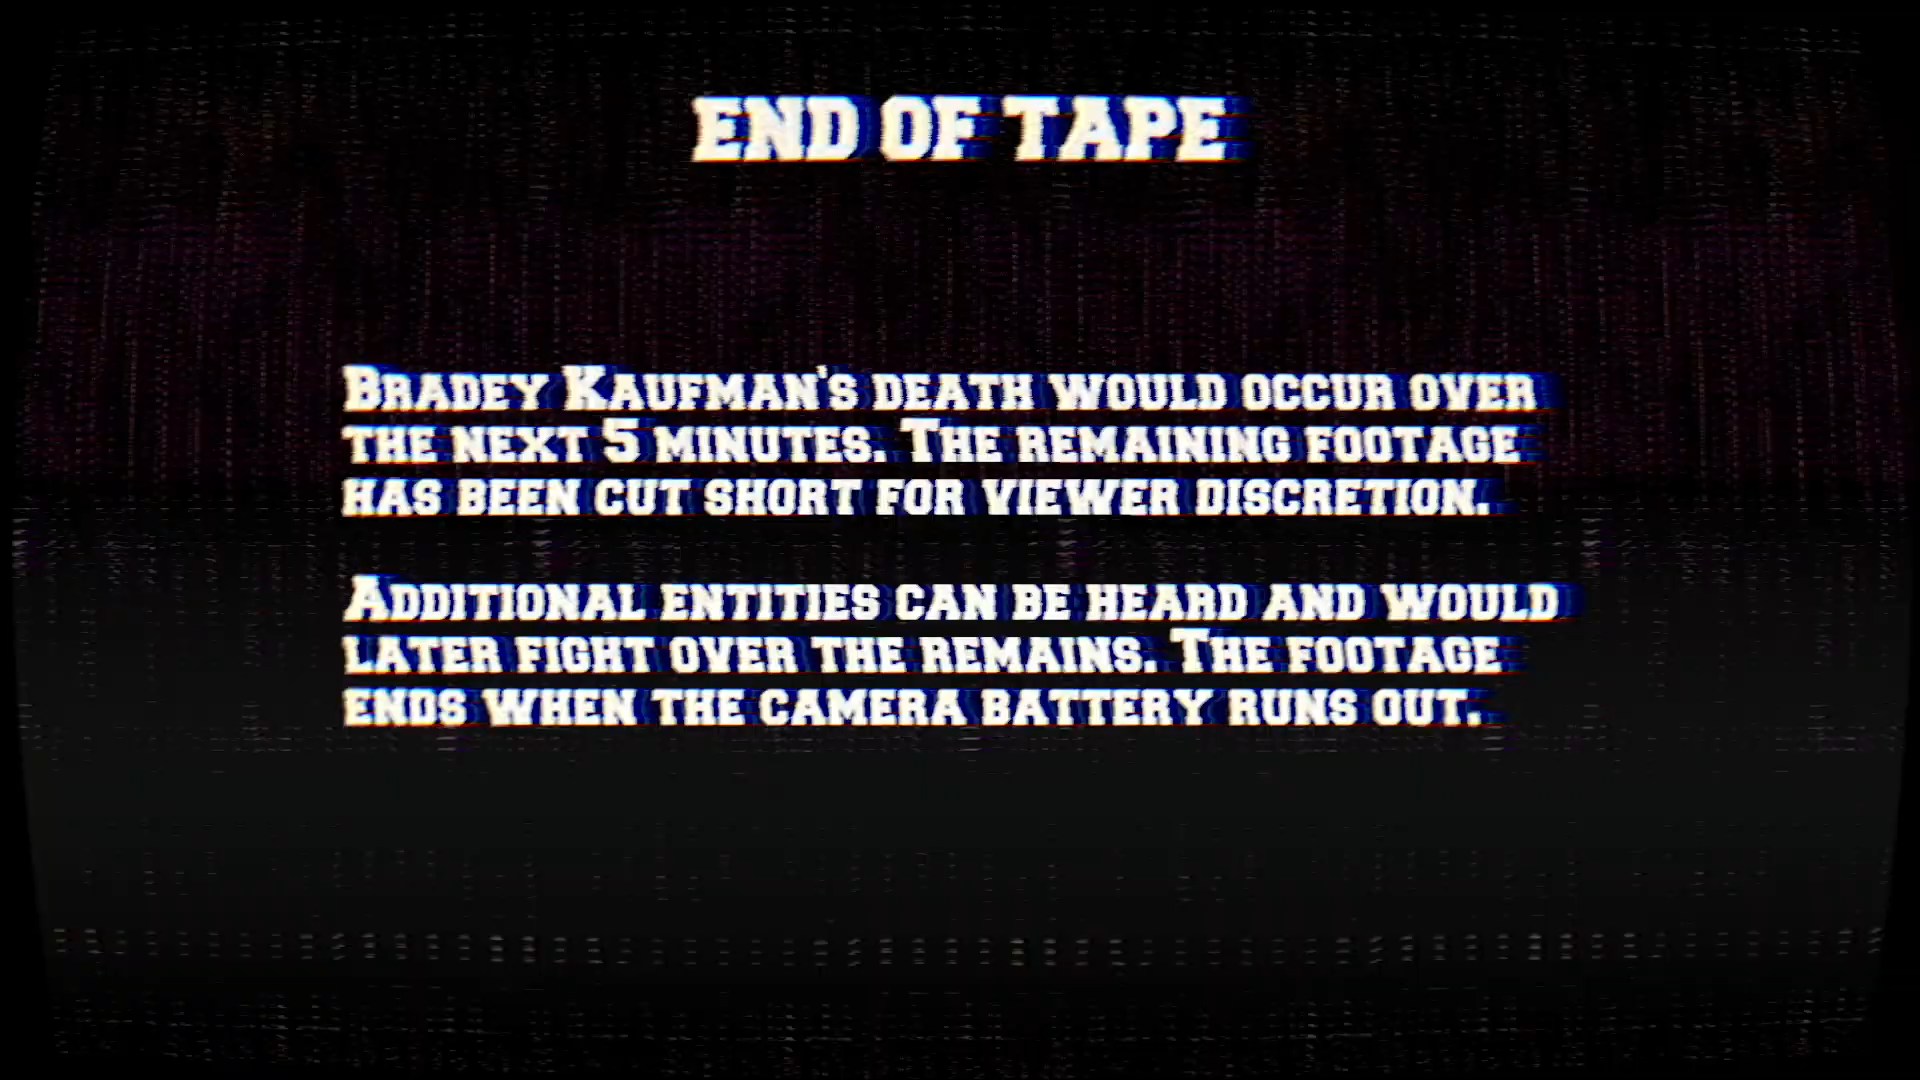 END OF TAPE
BRADEY KAUFMAN'S DEATH WOULD OCCUR OVER
THE NEXT 5 MINUTES. THE REMAINING FOOTAGE
HAS BEEN CUT SHORT FOR VIEWER DISCRETION.
ADDITIONAL ENTITIES CAN BE HEARD AND WOULD
LATER FIGHT OVER THE REMAINS. THE FOOTAGE
ENDS WHEN THE CAMERA BATTERY RUNS OUT.